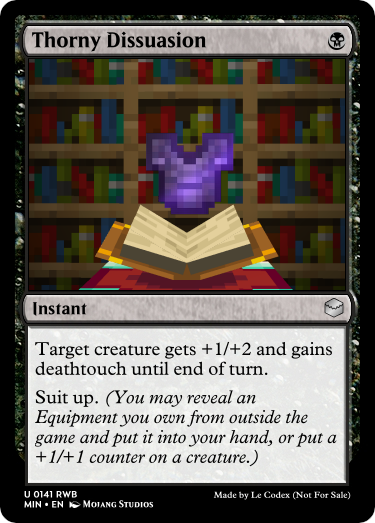 Thorny Dissuasion
Instant
Target creature gets +1/+2 and gains
deathtouch until end of turn.
Suit up. (You may reveal an
Equipment you own from outside the
game and put it into your hand, or put a
+1/+1 counter on a creature.)
U 0141 RWB
MIN • EN Mojang Studios
Made by Le Codex (Not For Sale)